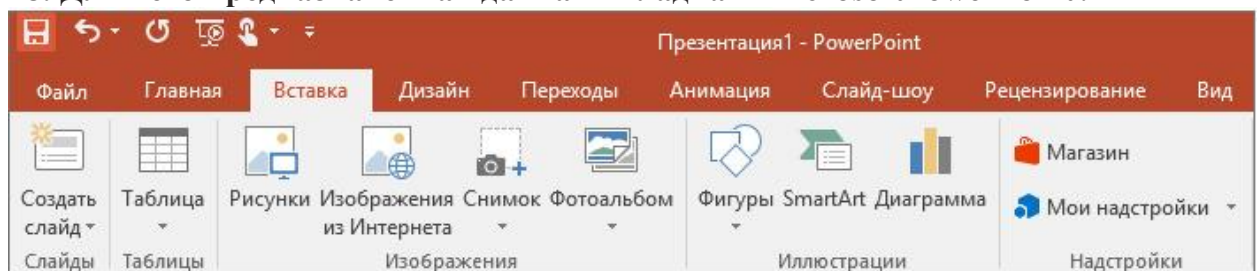 Презентация1 - PowerPoint
Файл Главная Вставка Дизайн Переходы Анимация Слайд-шоу Рецензирование Вид
Создать слайд
Таблица
Рисунки
Изображения из Интернета
Снимок
Фотоальбом
Фигуры
SmartArt
Диаграмма
Магазин
Мои надстройки
Слайды Таблицы Изображения Иллюстрации Надстройки